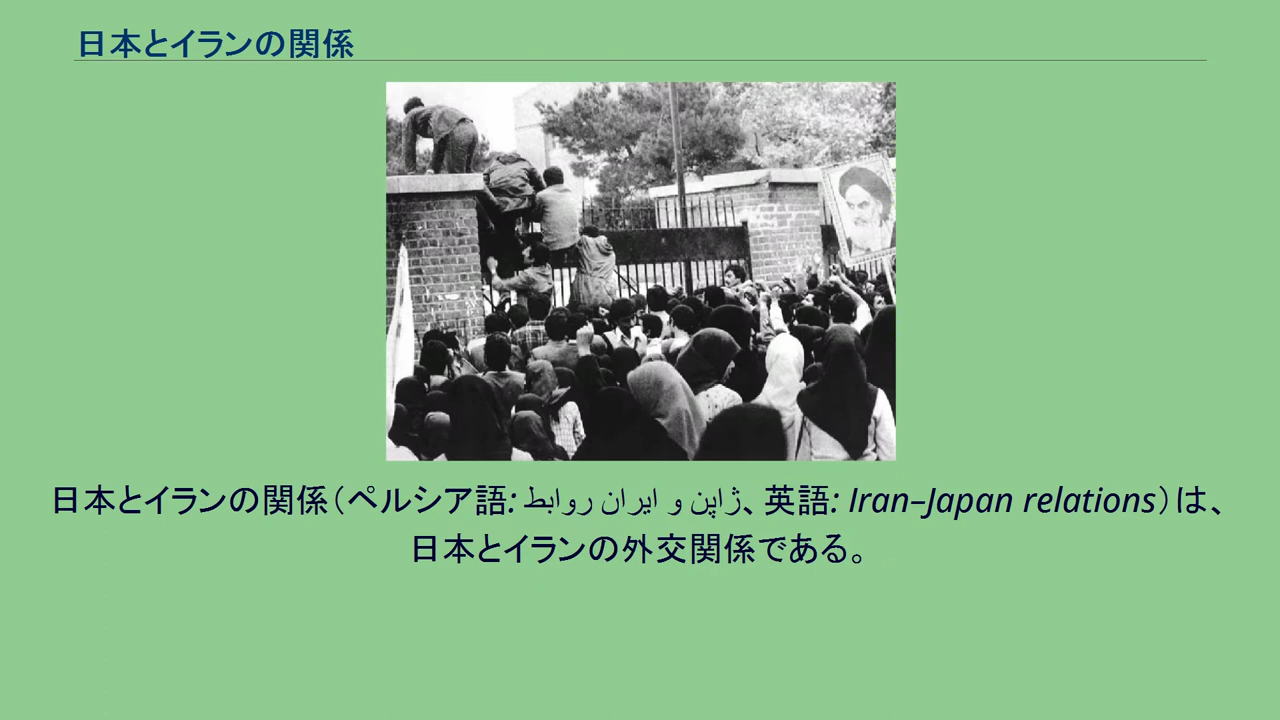 日本とイランの関係
日本とイランの関係（ペルシア語: روابط ایران و ژاپن、英語: Iran–Japan relations）は、
日本とイランの外交関係である。